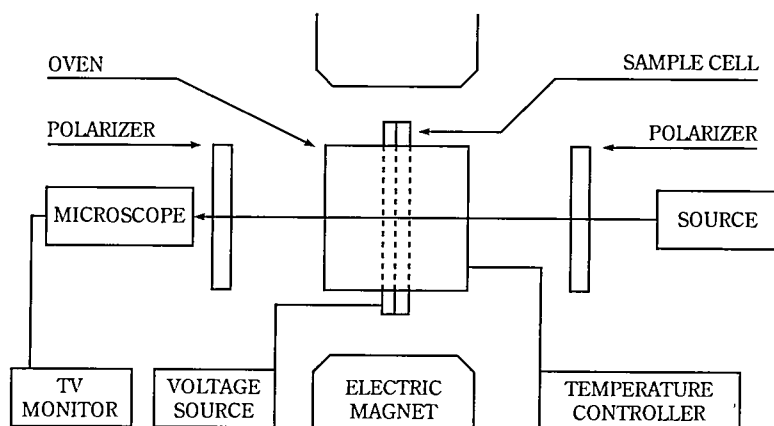 OVEN
SAMPLE CELL
POLARIZER
POLARIZER
MICROSCOPE
SOURCE
TV
MONITOR
VOLTAGE
SOURCE
ELECTRIC
MAGNET
TEMPERATURE
CONTROLLER